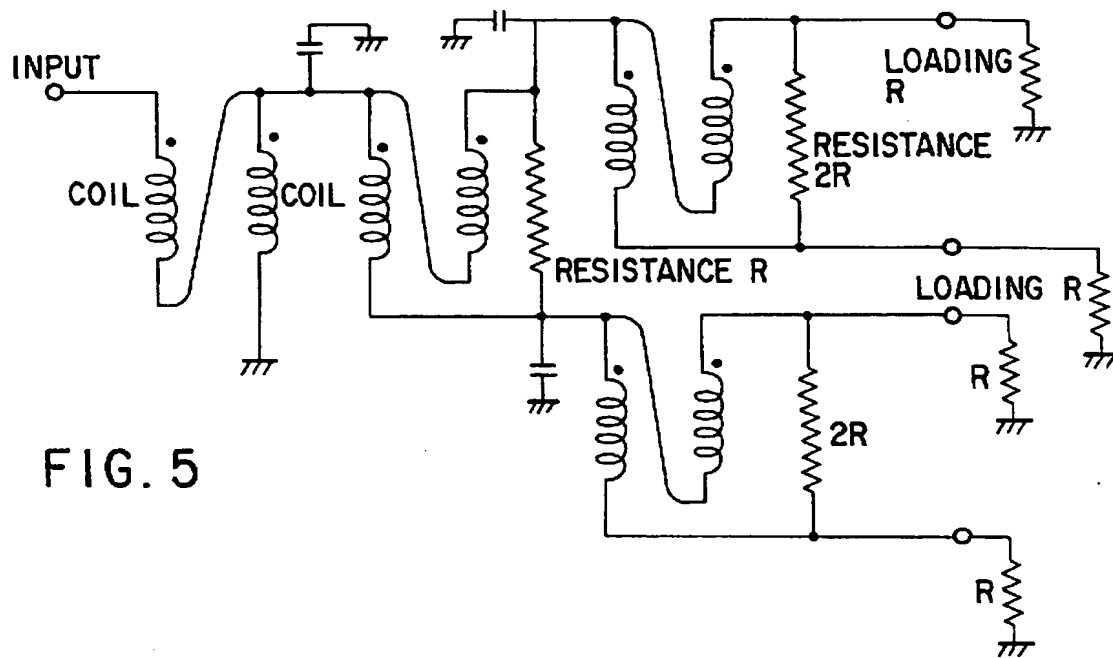 INPUT
COIL
COIL
RESISTANCE R
LOADING
R
RESISTANCE
2R
LOADING R
R
2R
R
FIG. 5